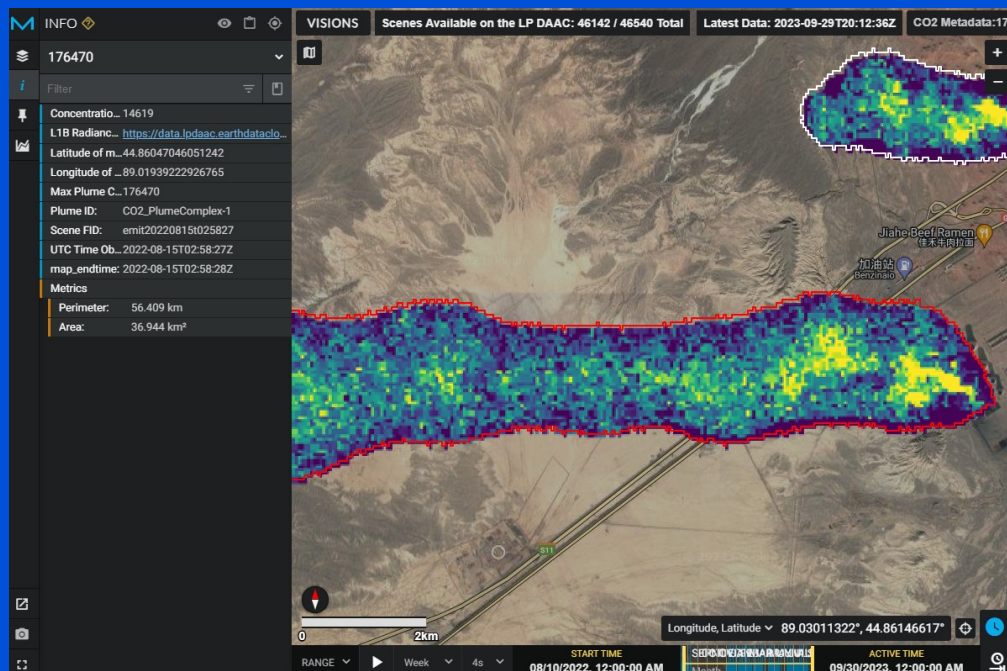 INFO
VISIONS
Scenes Available on the LP DAAC: 46142 / 46540 Total
Latest Data: 2023-09-29T20:12:36Z
CO2 Metadata:17
176470
Filter
Concentratio... 14619
L1B Radianc... https://data.lpdaac.earthdataclo...
Latitude of m...44.86047046051242
Longitude of ...89.01939222926765
Max Plume C...176470
Plume ID: CO2_PlumeComplex-1
Scene FID: emit20220815t025827
UTC Time Ob...2022-08-15T02:58:27Z
map_endtime: 2022-08-15T02:58:28Z
Metrics
Perimeter: 56.409 km
Area: 36.944 km²
Jiahe Beef Ramen
佳禾牛肉拉面
加油站
Benzinaio
S11
0 2km
Longitude, Latitude 89.03011322°, 44.86146617°
RANGE
Week
4s
START TIME
08/10/2022, 12:00:00 AM
Month
ACTIVE TIME
09/30/2023, 12:00:00 AM